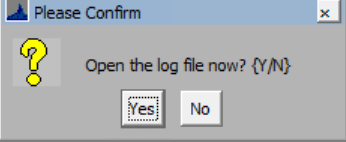 Please Confirm
Open the log file now? {Y/N}
Yes
No